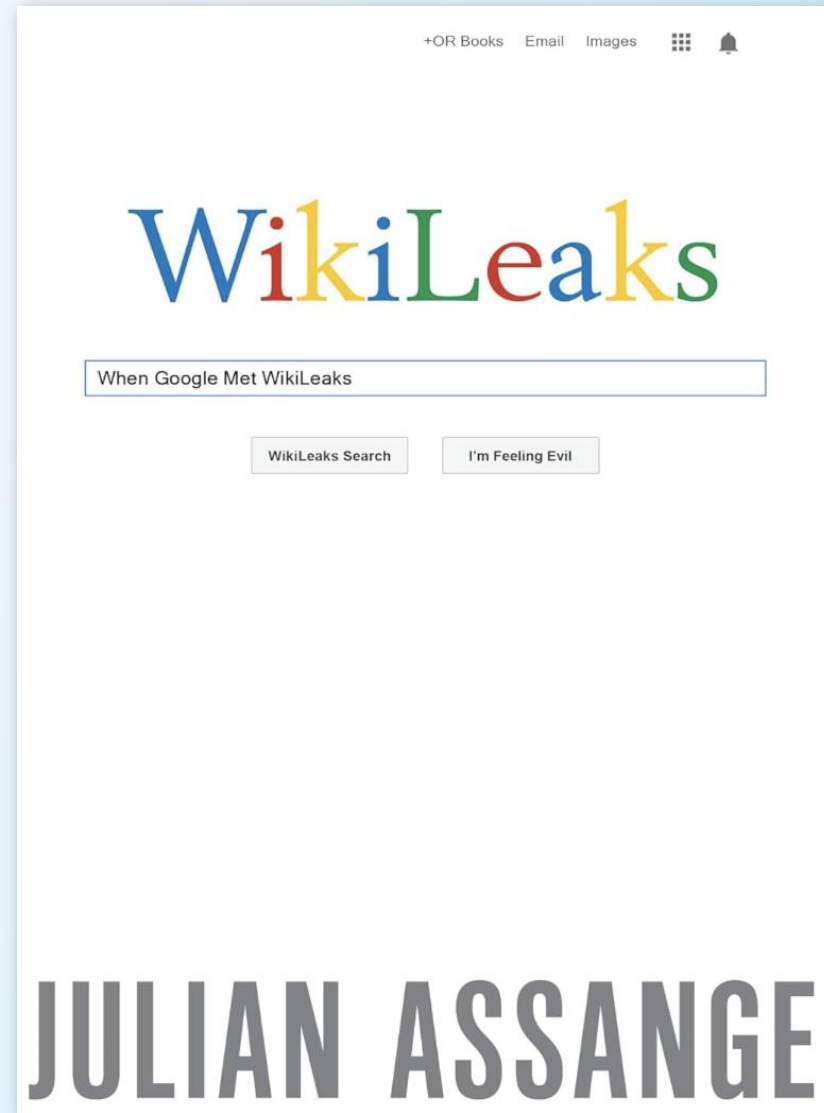 +OR Books Email Images
WikiLeaks
When Google Met WikiLeaks
WikiLeaks Search I'm Feeling Evil
JULIAN ASSANGE